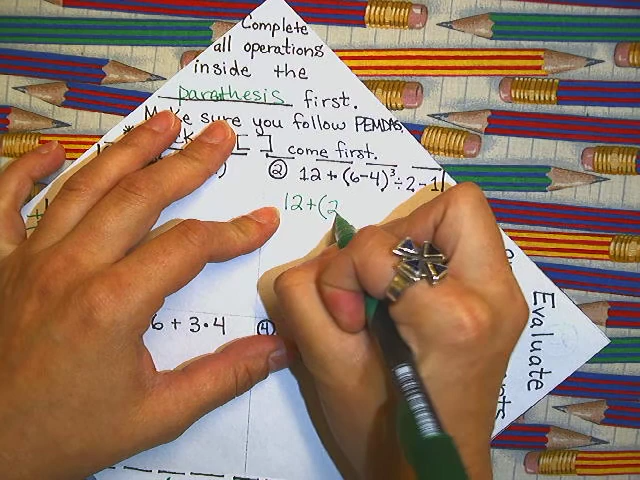 Complete
all operations
inside the
parathesis first.
Make sure you follow PEMDAS,
[ ] come first.
② 12 + (6-4)³ ÷ 2 - 11
12+(2
6 + 3•4
④
Evaluate